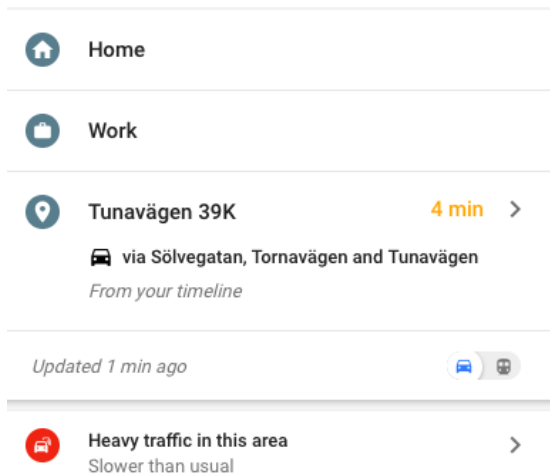 Home
Work
Tunavägen 39K 4 min
via Sölvegatan, Tornavägen and Tunavägen
From your timeline
Updated 1 min ago
Heavy traffic in this area
Slower than usual